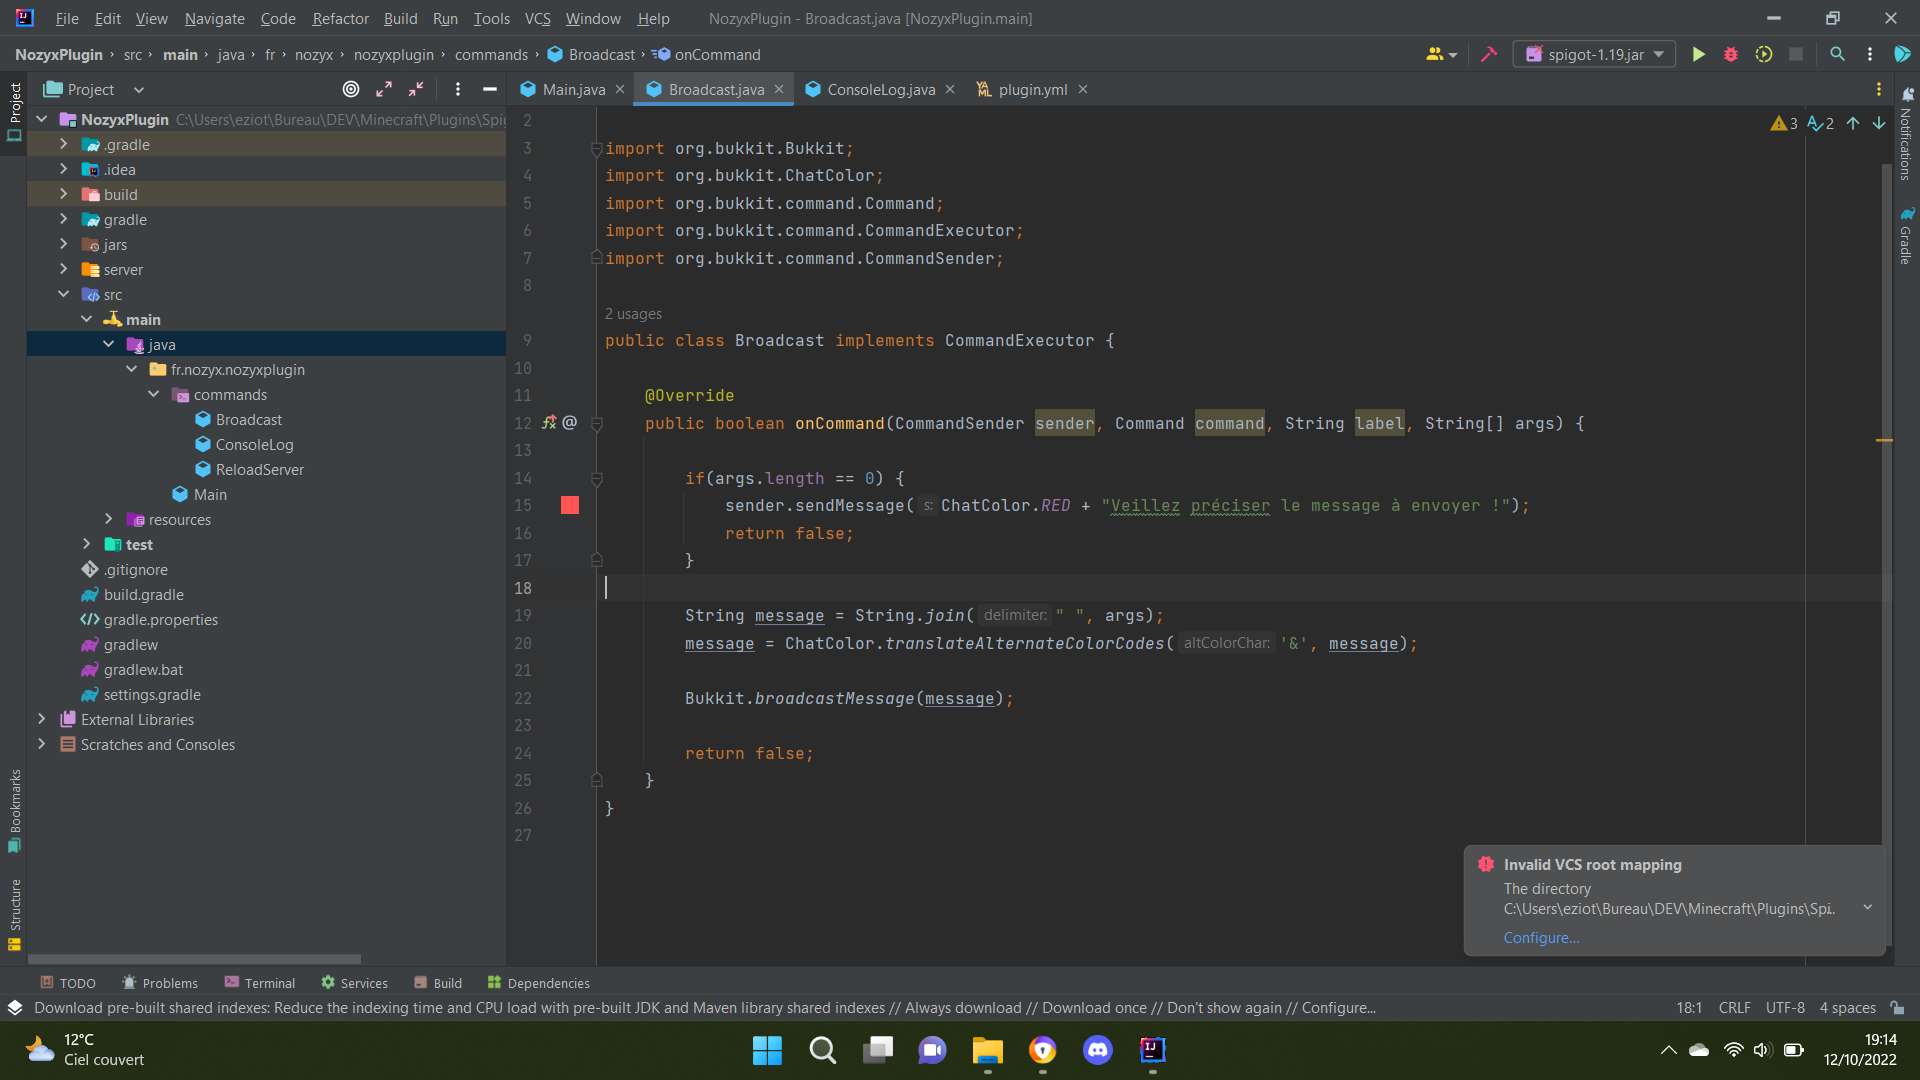 File Edit View Navigate Code Refactor Build Run Tools VCS Window Help NozyxPlugin - Broadcast.java [NozyxPlugin.main]
NozyxPlugin src main java fr nozyx nozyxplugin commands Broadcast onCommand spigot-1.19.jar
Project
Main.java Broadcast.java ConsoleLog.java plugin.yml
Project
NozyxPlugin C:\Users\eziot\Bureau\DEV\Minecraft\Plugins\Spi
.gradle
.idea
build
gradle
jars
server
src
main
java
fr.nozyx.nozyxplugin
commands
Broadcast
ConsoleLog
ReloadServer
Main
resources
test
.gitignore
build.gradle
gradle.properties
gradlew
gradlew.bat
settings.gradle
External Libraries
Scratches and Consoles
Bookmarks
Structure
3 2
2
3 import org.bukkit.Bukkit;
4 import org.bukkit.ChatColor;
5 import org.bukkit.command.Command;
6 import org.bukkit.command.CommandExecutor;
7 import org.bukkit.command.CommandSender;
8
2 usages
9 public class Broadcast implements CommandExecutor {
10
11 @Override
12 public boolean onCommand(CommandSender sender, Command command, String label, String[] args) {
13
14 if(args.length == 0) {
15 sender.sendMessage( s: ChatColor.RED + "Veillez préciser le message à envoyer !");
16 return false;
17 }
18
19 String message = String.join( delimiter: " ", args);
20 message = ChatColor.translateAlternateColorCodes( altColorChar: '&', message);
21
22 Bukkit.broadcastMessage(message);
23
24 return false;
25 }
26 }
27
Notifications
Gradle
Invalid VCS root mapping
The directory
C:\Users\eziot\Bureau\DEV\Minecraft\Plugins\Spi..
Configure...
TODO Problems Terminal Services Build Dependencies
Download pre-built shared indexes: Reduce the indexing time and CPU load with pre-built JDK and Maven library shared indexes // Always download // Download once // Don't show again // Configure... 18:1 CRLF UTF-8 4 spaces
12°C
Ciel couvert
19:14
12/10/2022